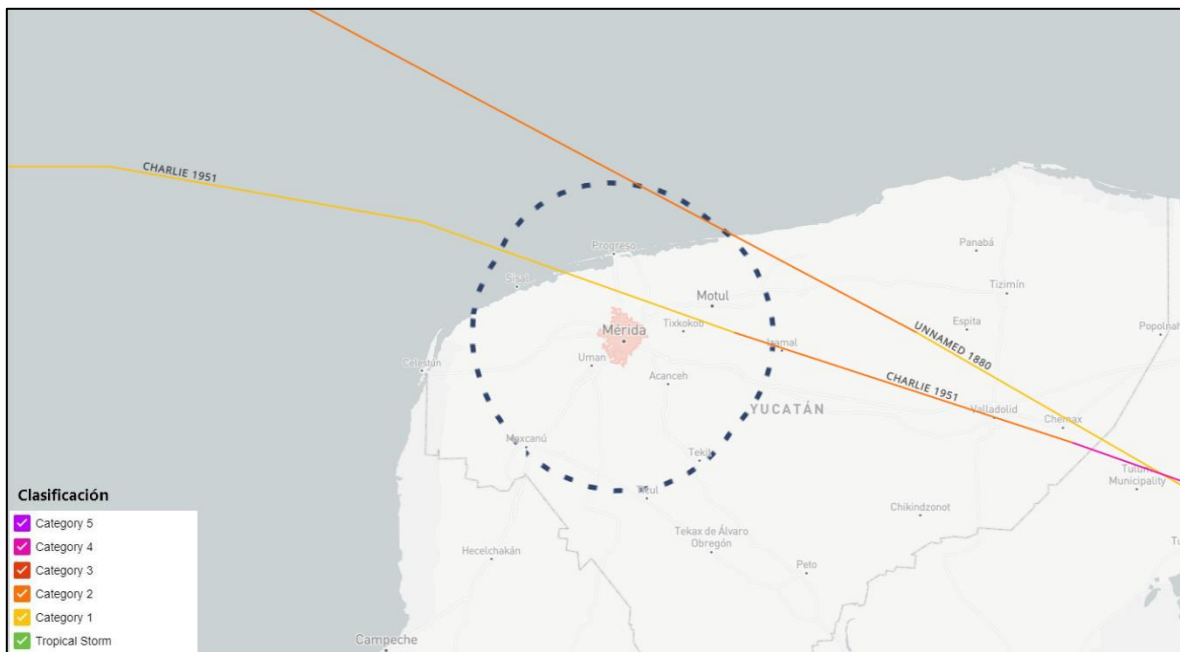 CHARLIE 1951
Progreso
Panabá
Sisal
Tizimín
Motul
Mérida
Tixkokob
Espita
Popolnah
UNNAMED 1880
Izamal
Celestún
Uman
Acanceh
CHARLIE 1951
YUCATÁN
Valladolid
Chemax
Maxcanú
Tekit
Tulum
Municipality
Clasificación
Ticul
Category 5
Chikindzonot
Category 4
Tekax de Álvaro
Obregón
Hecelchakán
Category 3
Peto
Category 2
Category 1
Campeche
Tropical Storm